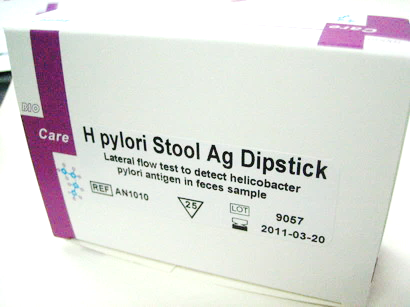 BIO
Care
H pylori Stool Ag Dipstick
Lateral flow test to detect helicobacter
pylori antigen in feces sample
REF AN1010
25
LOT 9057
2011-03-20